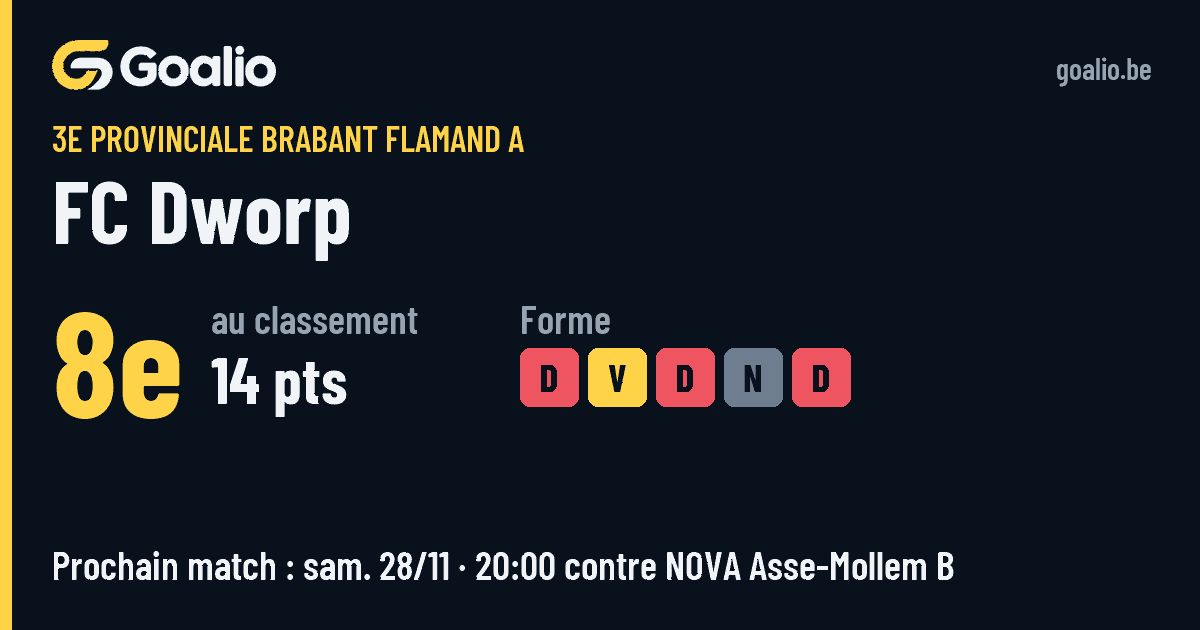 Goalio
goalio.be
3E PROVINCIALE BRABANT FLAMAND A
FC Dworp
8e
au classement
14 pts
Forme
D V D N D
Prochain match : sam. 28/11 · 20:00 contre NOVA Asse-Mollem B